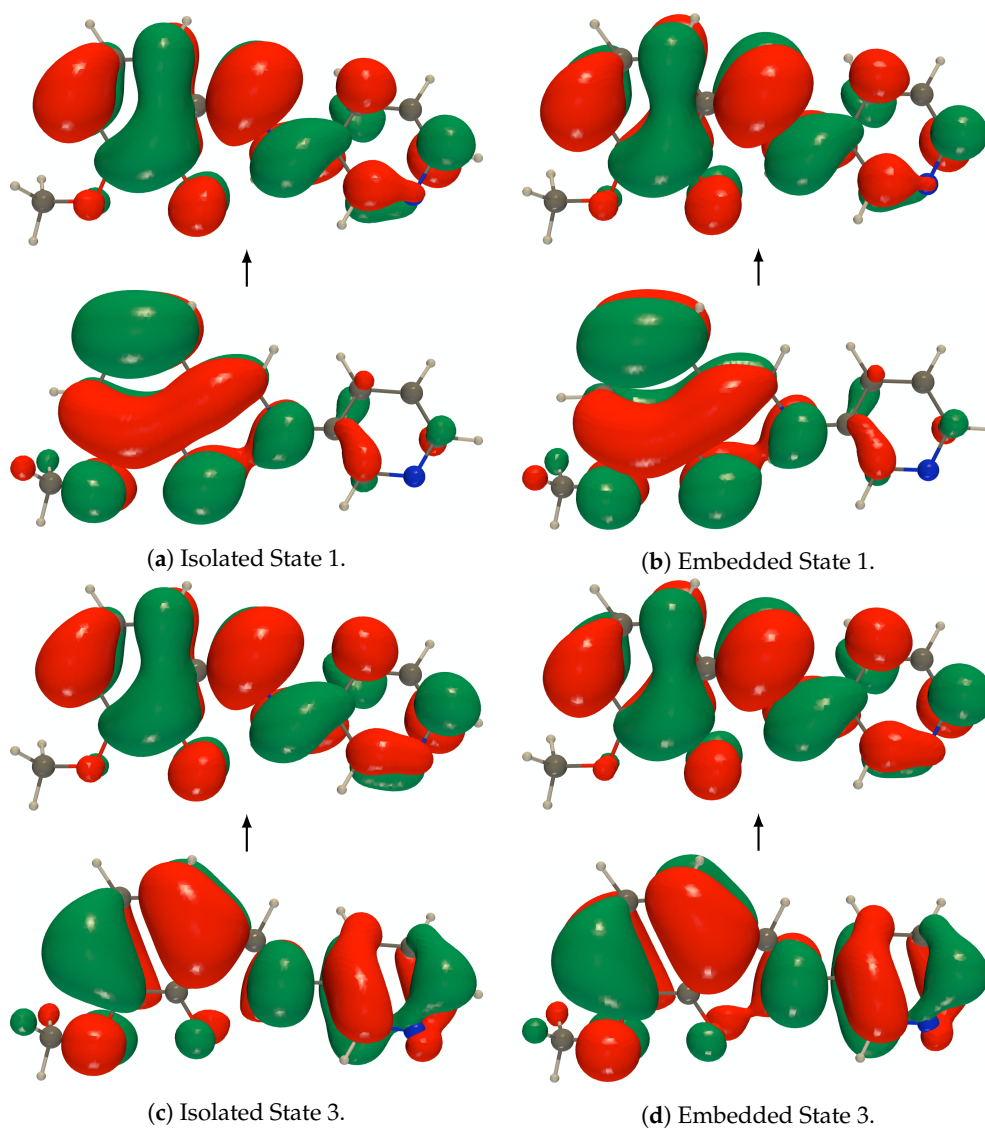 (a) Isolated State 1.
(b) Embedded State 1.
(c) Isolated State 3.
(d) Embedded State 3.